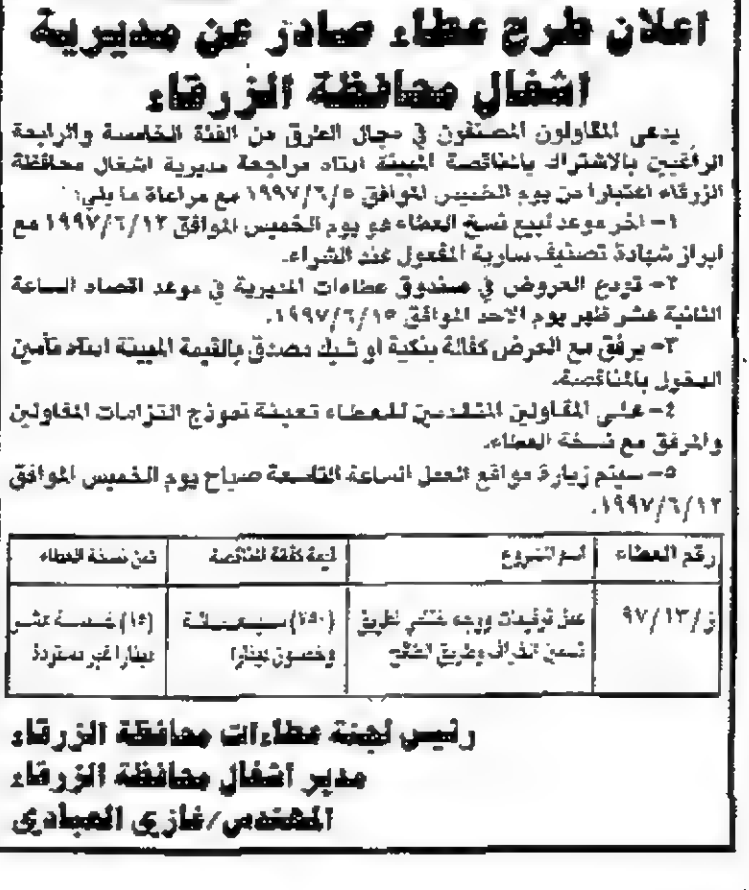 اعلان طرح عطاء صادر عن مديرية
اشغال محافظة الزرقاء
يدعى المقاولون المصنفون في مجال الطرق من الفئة الخامسة والرابعة
الراغبين بالاشتراك بالمناقصة المبينة ادناه مراجعة مديرية اشغال محافظة
الزرقاء اعتبارا من يوم الخميس الموافق ١٩٩٧/٦/٥ مع مراعاة ما يلي:
١- اخر موعد لبيع نسخ العطاء هو يوم الخميس الموافق ١٩٩٧/٦/١٢ مع
ابراز شهادة تصنيف سارية المفعول عند الشراء.
٢- تودع العروض في صندوق عطاءات المديرية في موعد اقصاه الساعة
الثانية عشر ظهر يوم الاحد الموافق ١٩٩٧/٦/١٥.
٣- يرفق مع العرض كفالة بنكية او شيك مصدق بالقيمة المبينة ادناه تأمين
الدخول بالمناقصة.
٤- على المقاولين المتقدمين للعطاء تعبئة نموذج التزامات المقاولين
والمرفق مع نسخة العطاء.
٥- سيتم زيارة مواقع العمل الساعة التاسعة صباح يوم الخميس الموافق
١٩٩٧/٦/١٢.
رقم العطاء اسم المشروع قيمة كفالة المناقصة ثمن نسخة العطاء
ز/٩٧/١٣ عمل ترقيعات ووجه ختامي لطريق (٧٥٠) سبعمائة (١٥) خمسة عشر
وطريق وخمسون دينارا دينارا غير مستردة
رئيس لجنة عطاءات محافظة الزرقاء
مدير اشغال محافظة الزرقاء
المهندس/غازي العبادي